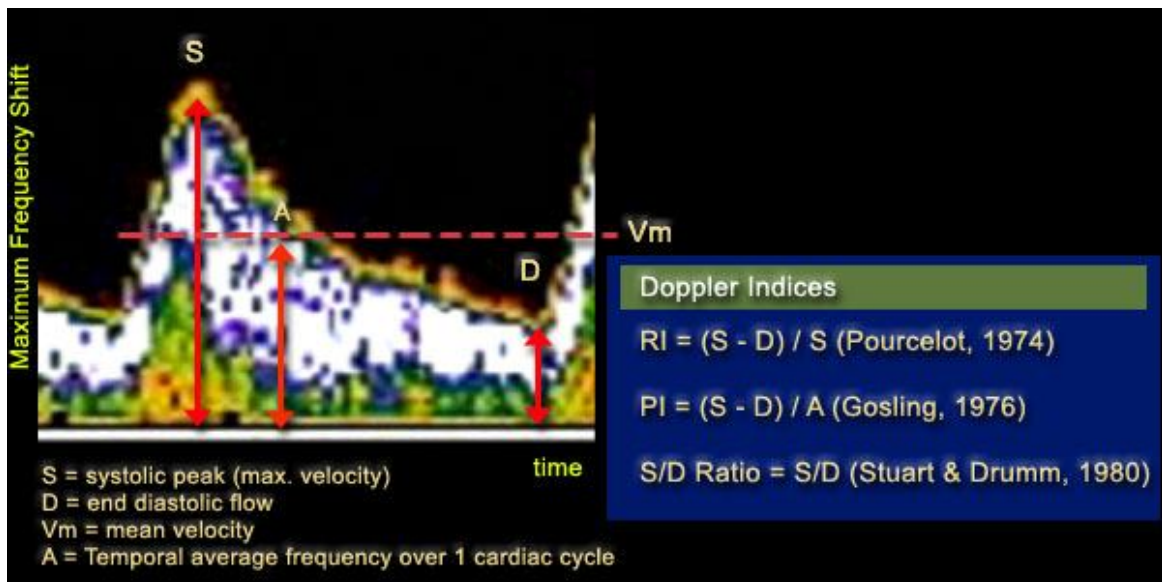 Maximum Frequency Shift
S
A
Vm
D
Doppler Indices
RI = (S - D) / S (Pourcelot, 1974)
PI = (S - D) / A (Gosling, 1976)
S/D Ratio = S/D (Stuart & Drumm, 1980)
time
S = systolic peak (max. velocity)
D = end diastolic flow
Vm = mean velocity
A = Temporal average frequency over 1 cardiac cycle